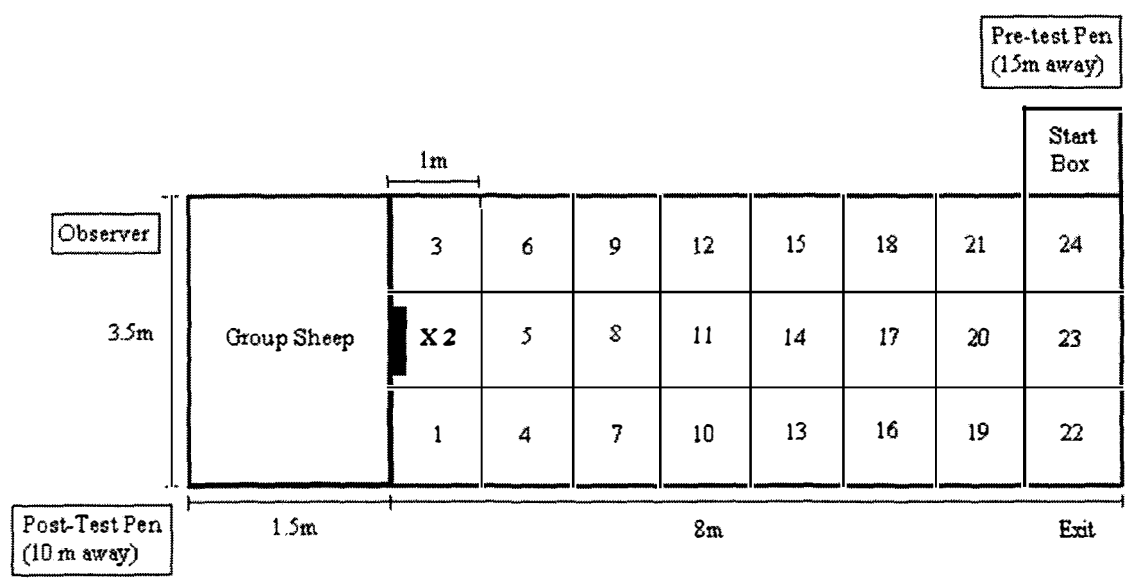 Pre-test Pen
(15m away)
Start
Box
1m
Observer
3 6 9 12 15 18 21 24
3.5m
Group Sheep
X 2 5 8 11 14 17 20 23
1 4 7 10 13 16 19 22
Post-Test Pen
(10 m away)
1.5m
8m
Exit